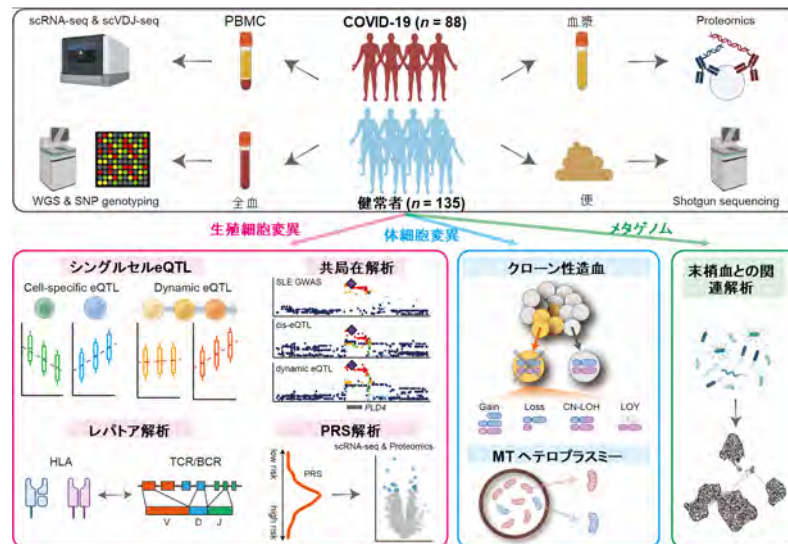 scRNA-seq & scVDJ-seq
PBMC
COVID-19 (n = 88)
血漿
Proteomics
WGS & SNP genotyping
全血
健常者 (n = 135)
便
Shotgun sequencing
生殖細胞変異
体細胞変異
メタゲノム
シングルセルeQTL
Cell-specific eQTL
Dynamic eQTL
共局在解析
SLE GWAS
cis-eQTL
dynamic eQTL
PLD4
レパトア解析
HLA
TCR/BCR
V
D
J
PRS解析
scRNA-seq & Proteomics
low risk
PRS
high risk
クローン性造血
Gain
Loss
CN-LOH
LOY
MT ヘテロプラスミー
末梢血との関
連解析